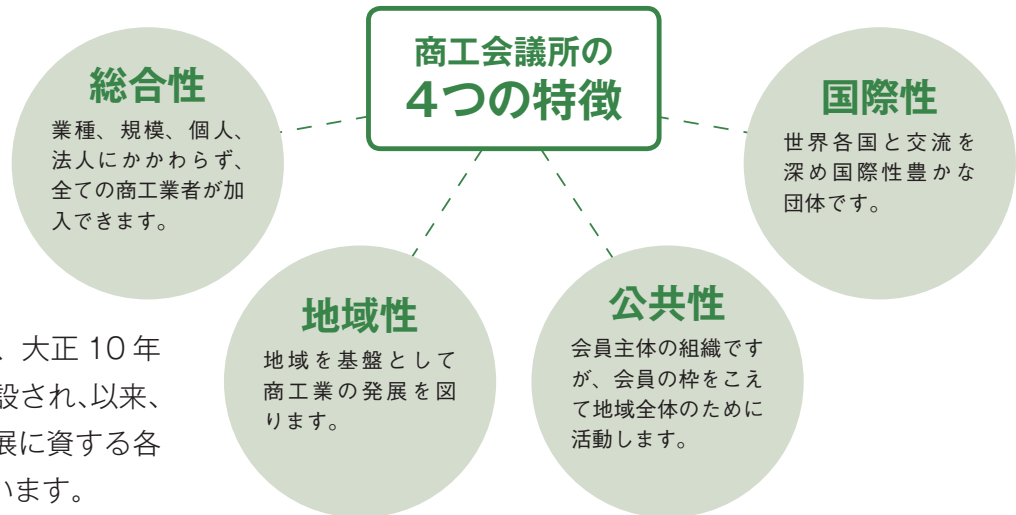 商工会議所の
4つの特徴
総合性
業種、規模、個人、
法人にかかわらず、
全ての商工業者が加
入できます。
国際性
世界各国と交流を
深め国際性豊かな
団体です。
地域性
地域を基盤として
商工業の発展を図
ります。
公共性
会員主体の組織です
が、会員の枠をこえ
て地域全体のために
活動します。
、大正 10 年
設され、以来、
展に資する各
います。